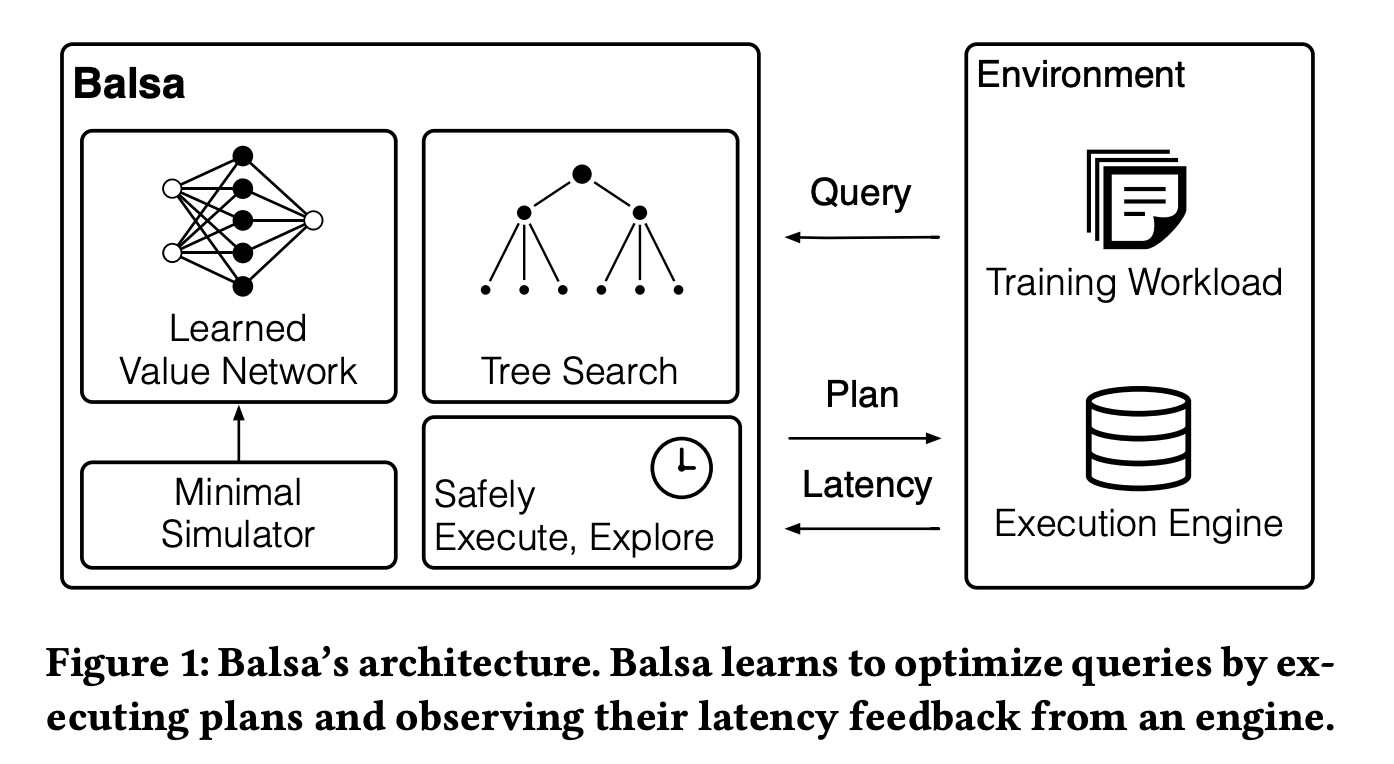 Balsa
Learned
Value Network
Tree Search
Minimal
Simulator
Safely
Execute, Explore
Query
Plan
Latency
Environment
Training Workload
Execution Engine
Figure 1: Balsa’s architecture. Balsa learns to optimize queries by ex-
ecuting plans and observing their latency feedback from an engine.